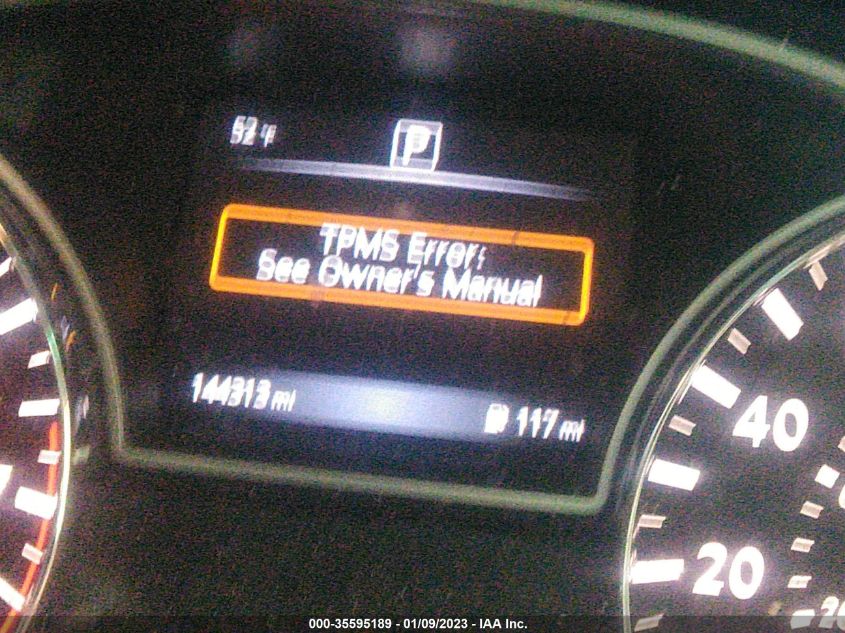 52°F
P
TPMS Error:
See Owner's Manual
144313 mi
117 mi
40
20
000-35595189 - 01/09/2023 - IAA Inc.